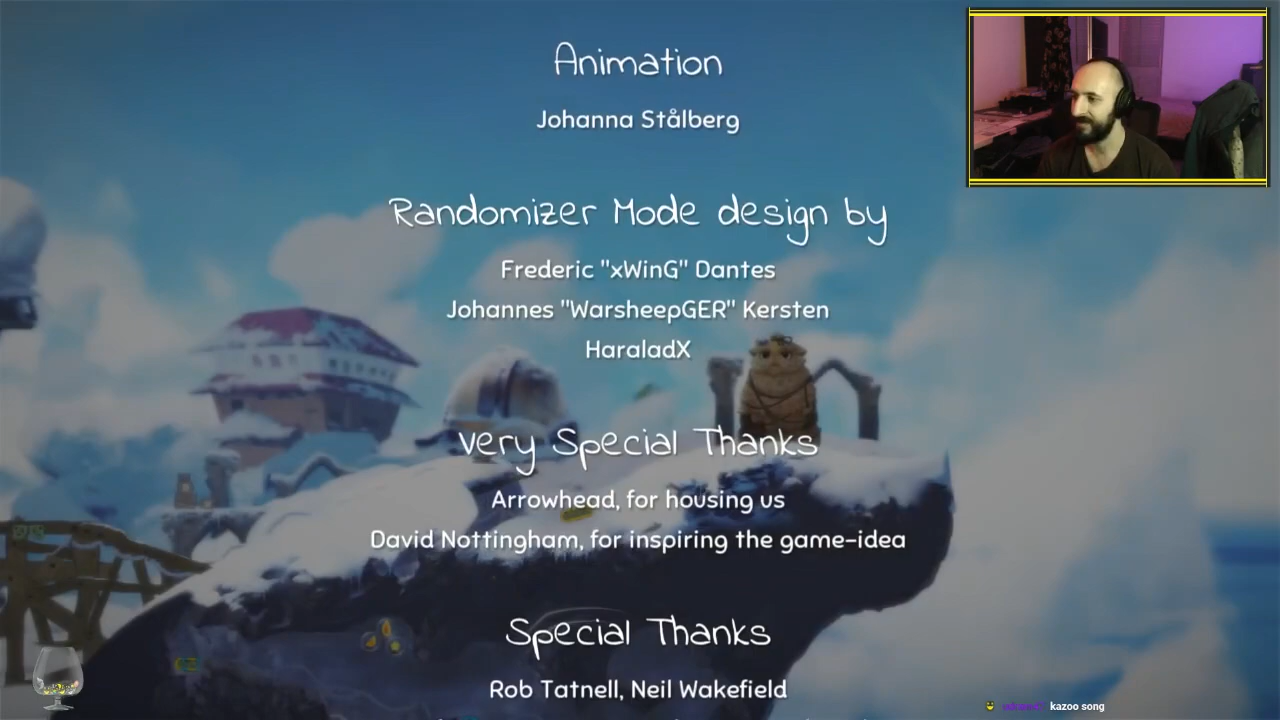 Animation
Johanna Stålberg
Randomizer Mode design by
Frederic "xWinG" Dantes
Johannes "WarsheepGER" Kersten
HaraladX
Very Special Thanks
Arrowhead, for housing us
David Nottingham, for inspiring the game-idea
Special Thanks
Rob Tatnell, Neil Wakefield
kazoo song